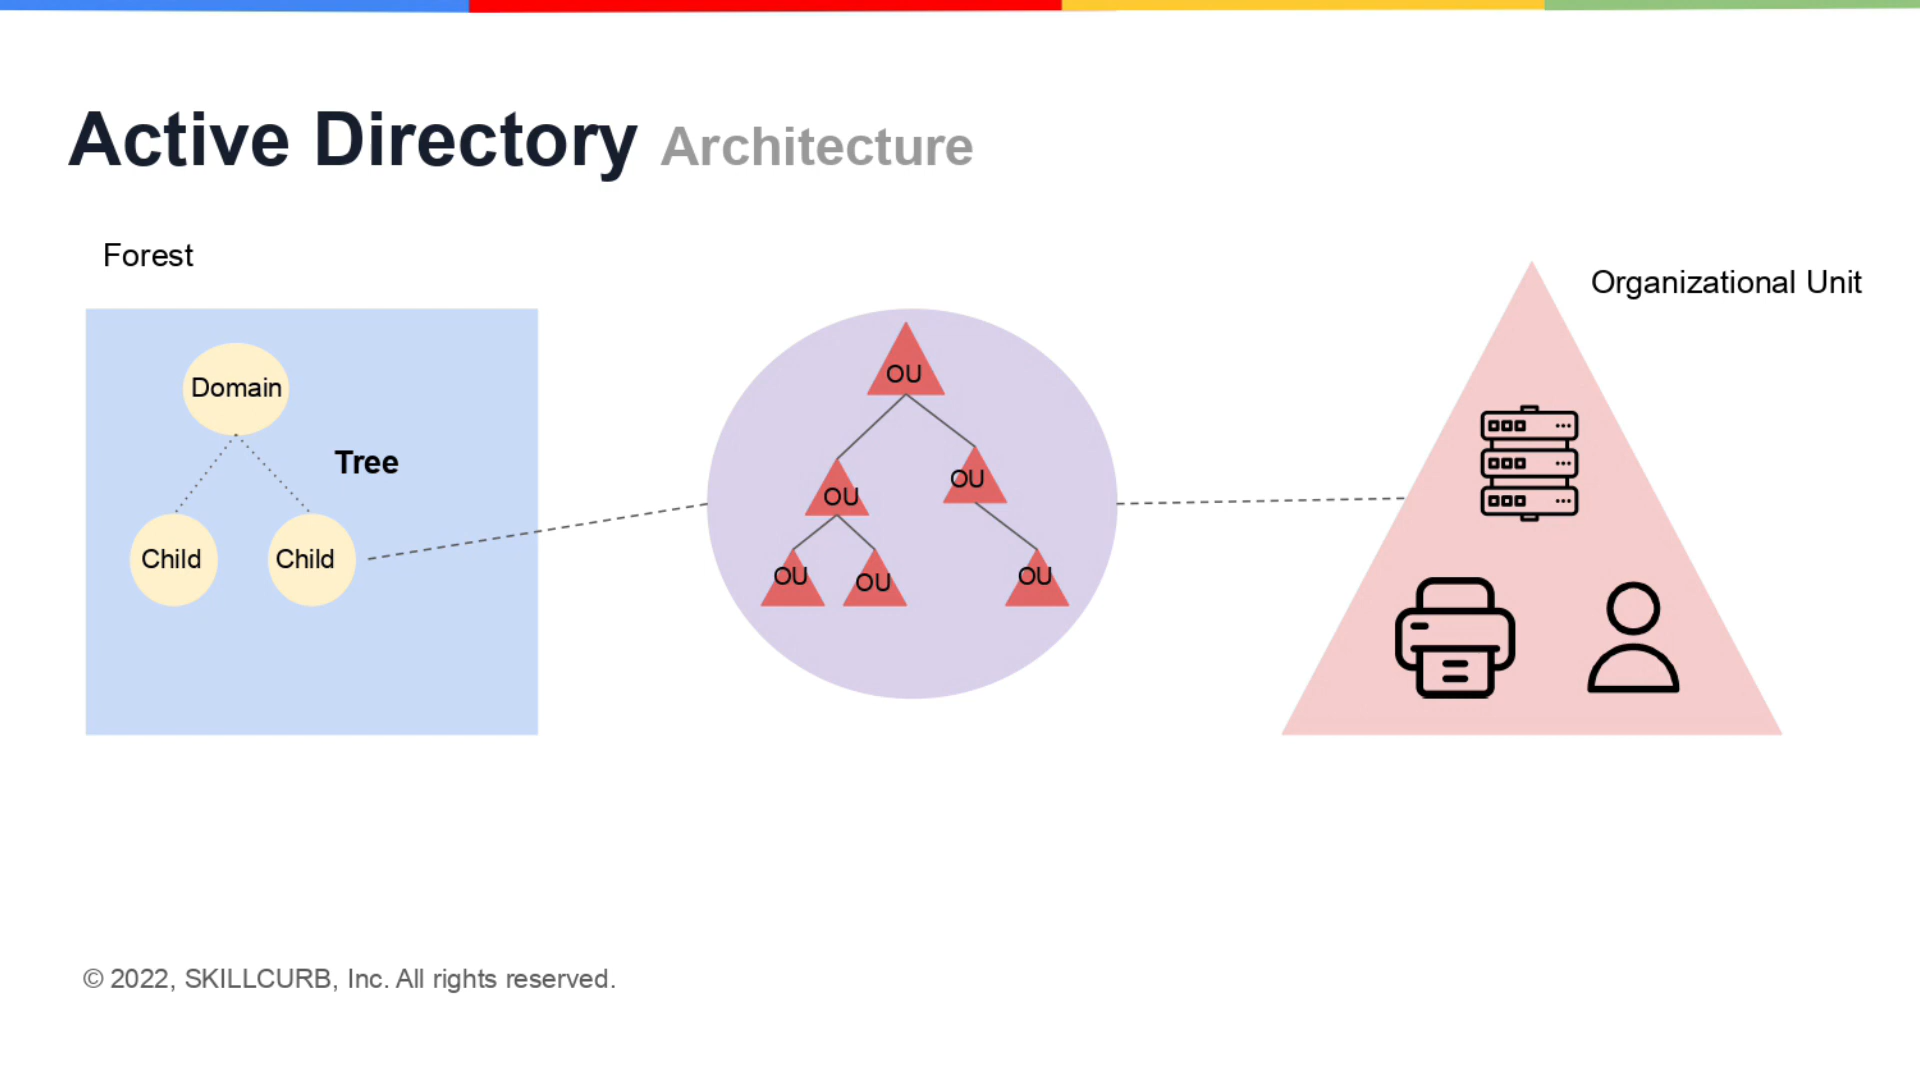 Active Directory Architecture
Forest
Organizational Unit
Domain
Tree
Child
Child
OU
OU
OU
OU
OU
OU
© 2022, SKILLCURB, Inc. All rights reserved.